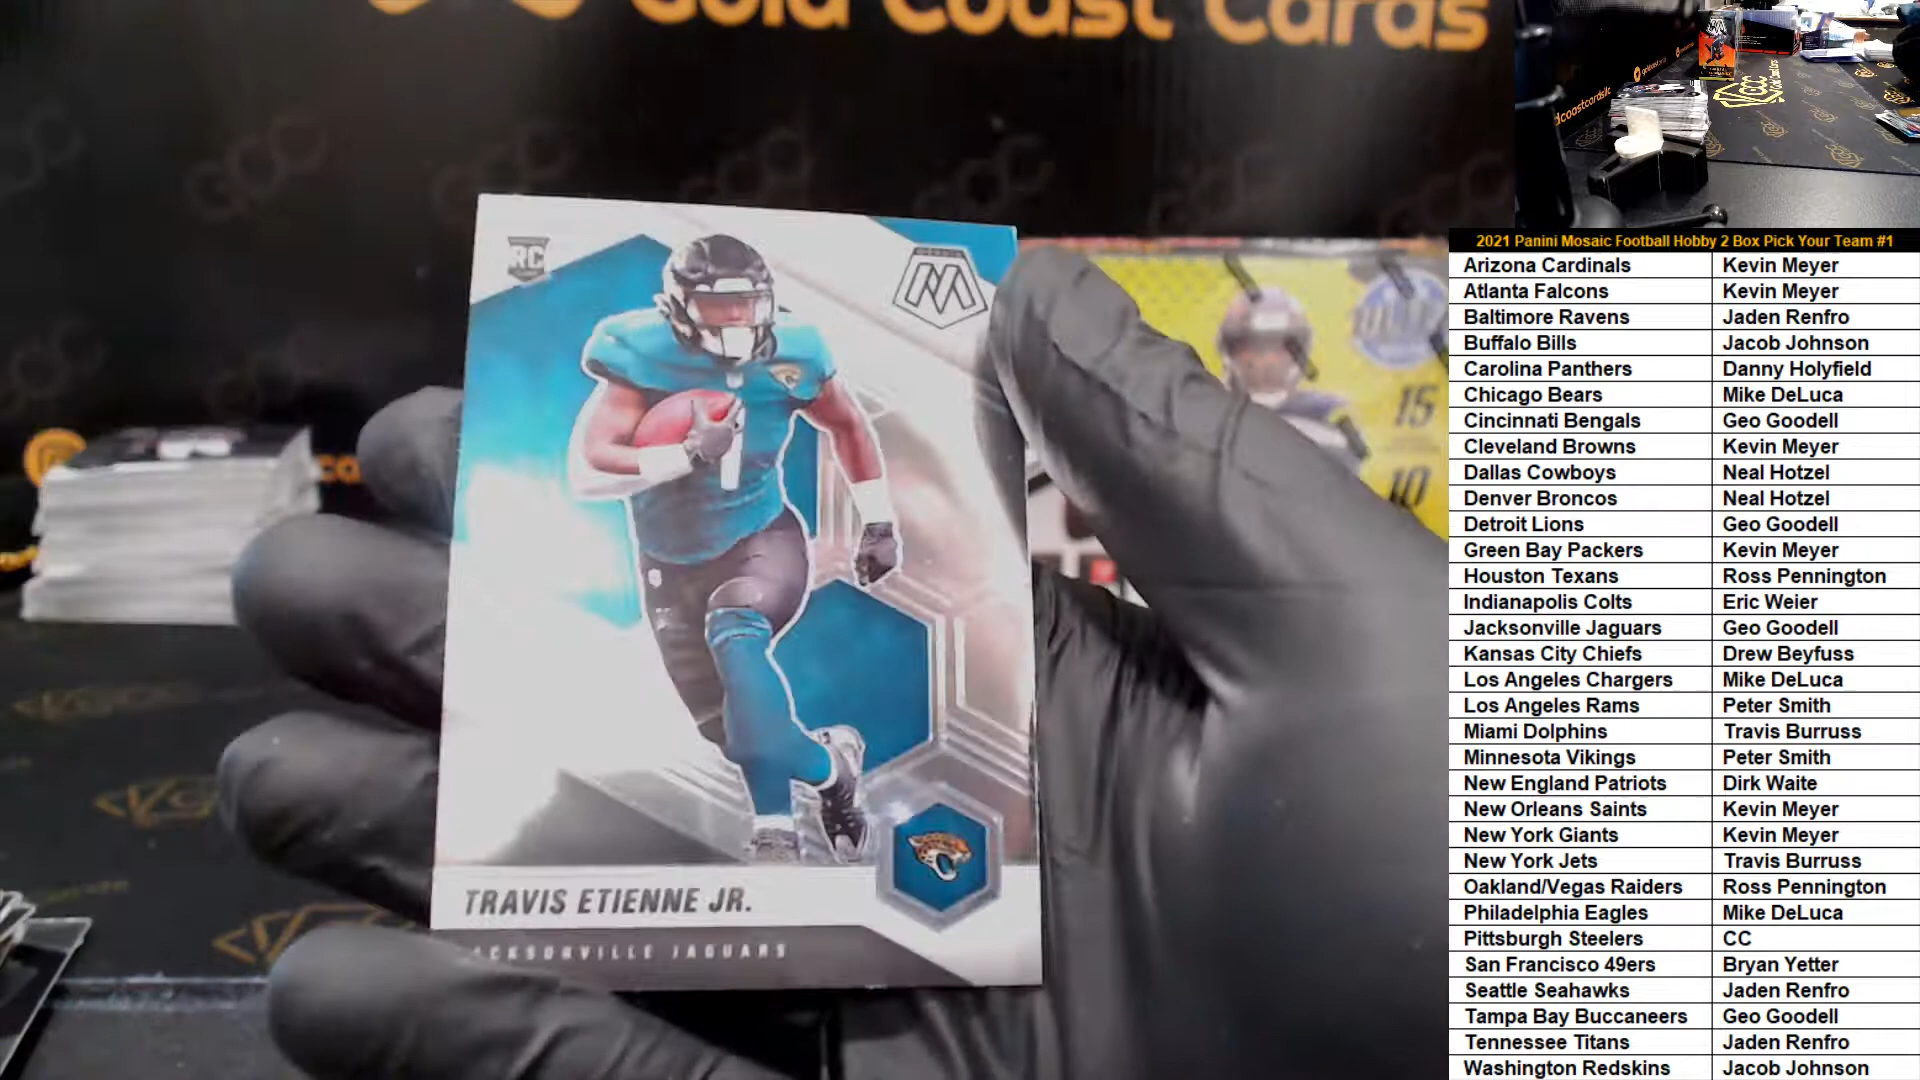 Gold Coast Cards
RC
MOSAIC
1
15
10
TRAVIS ETIENNE JR.
JACKSONVILLE JAGUARS
2021 Panini Mosaic Football Hobby 2 Box Pick Your Team #1
Arizona Cardinals Kevin Meyer
Atlanta Falcons Kevin Meyer
Baltimore Ravens Jaden Renfro
Buffalo Bills Jacob Johnson
Carolina Panthers Danny Holyfield
Chicago Bears Mike DeLuca
Cincinnati Bengals Geo Goodell
Cleveland Browns Kevin Meyer
Dallas Cowboys Neal Hotzel
Denver Broncos Neal Hotzel
Detroit Lions Geo Goodell
Green Bay Packers Kevin Meyer
Houston Texans Ross Pennington
Indianapolis Colts Eric Weier
Jacksonville Jaguars Geo Goodell
Kansas City Chiefs Drew Beyfuss
Los Angeles Chargers Mike DeLuca
Los Angeles Rams Peter Smith
Miami Dolphins Travis Burruss
Minnesota Vikings Peter Smith
New England Patriots Dirk Waite
New Orleans Saints Kevin Meyer
New York Giants Kevin Meyer
New York Jets Travis Burruss
Oakland/Vegas Raiders Ross Pennington
Philadelphia Eagles Mike DeLuca
Pittsburgh Steelers CC
San Francisco 49ers Bryan Yetter
Seattle Seahawks Jaden Renfro
Tampa Bay Buccaneers Geo Goodell
Tennessee Titans Jaden Renfro
Washington Redskins Jacob Johnson